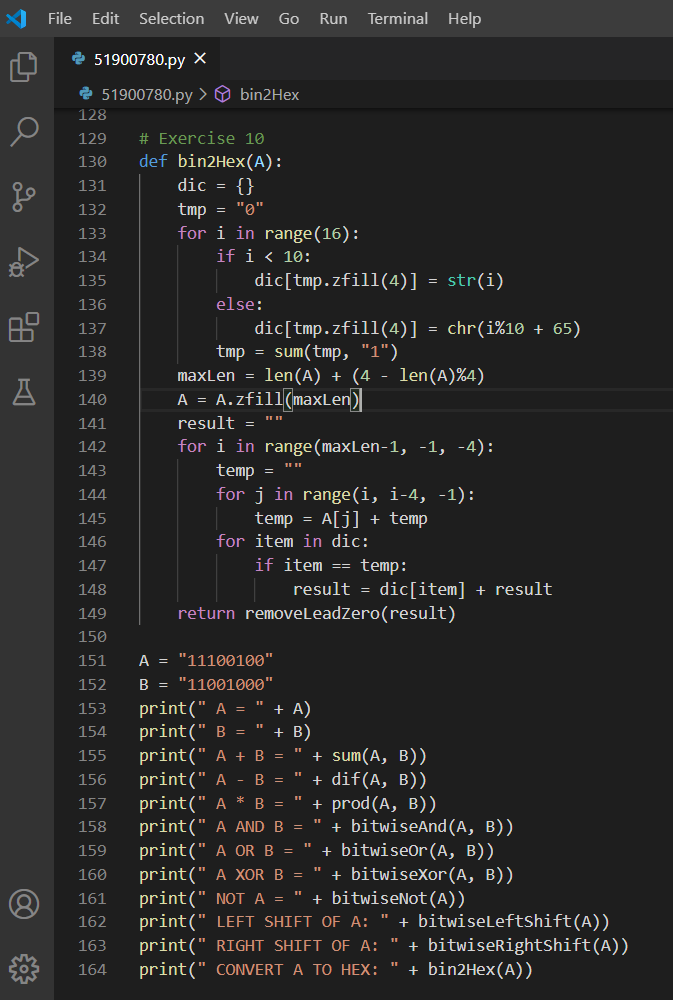 File Edit Selection View Go Run Terminal Help
51900780.py
51900780.py > bin2Hex
128
129 # Exercise 10
130 def bin2Hex(A):
131     dic = {}
132     tmp = "0"
133     for i in range(16):
134         if i < 10:
135             dic[tmp.zfill(4)] = str(i)
136         else:
137             dic[tmp.zfill(4)] = chr(i%10 + 65)
138         tmp = sum(tmp, "1")
139     maxLen = len(A) + (4 - len(A)%4)
140     A = A.zfill(maxLen)
141     result = ""
142     for i in range(maxLen-1, -1, -4):
143         temp = ""
144         for j in range(i, i-4, -1):
145             temp = A[j] + temp
146         for item in dic:
147             if item == temp:
148                 result = dic[item] + result
149     return removeLeadZero(result)
150
151 A = "11100100"
152 B = "11001000"
153 print(" A = " + A)
154 print(" B = " + B)
155 print(" A + B = " + sum(A, B))
156 print(" A - B = " + dif(A, B))
157 print(" A * B = " + prod(A, B))
158 print(" A AND B = " + bitwiseAnd(A, B))
159 print(" A OR B = " + bitwiseOr(A, B))
160 print(" A XOR B = " + bitwiseXor(A, B))
161 print(" NOT A = " + bitwiseNot(A))
162 print(" LEFT SHIFT OF A: " + bitwiseLeftShift(A))
163 print(" RIGHT SHIFT OF A: " + bitwiseRightShift(A))
164 print(" CONVERT A TO HEX: " + bin2Hex(A))